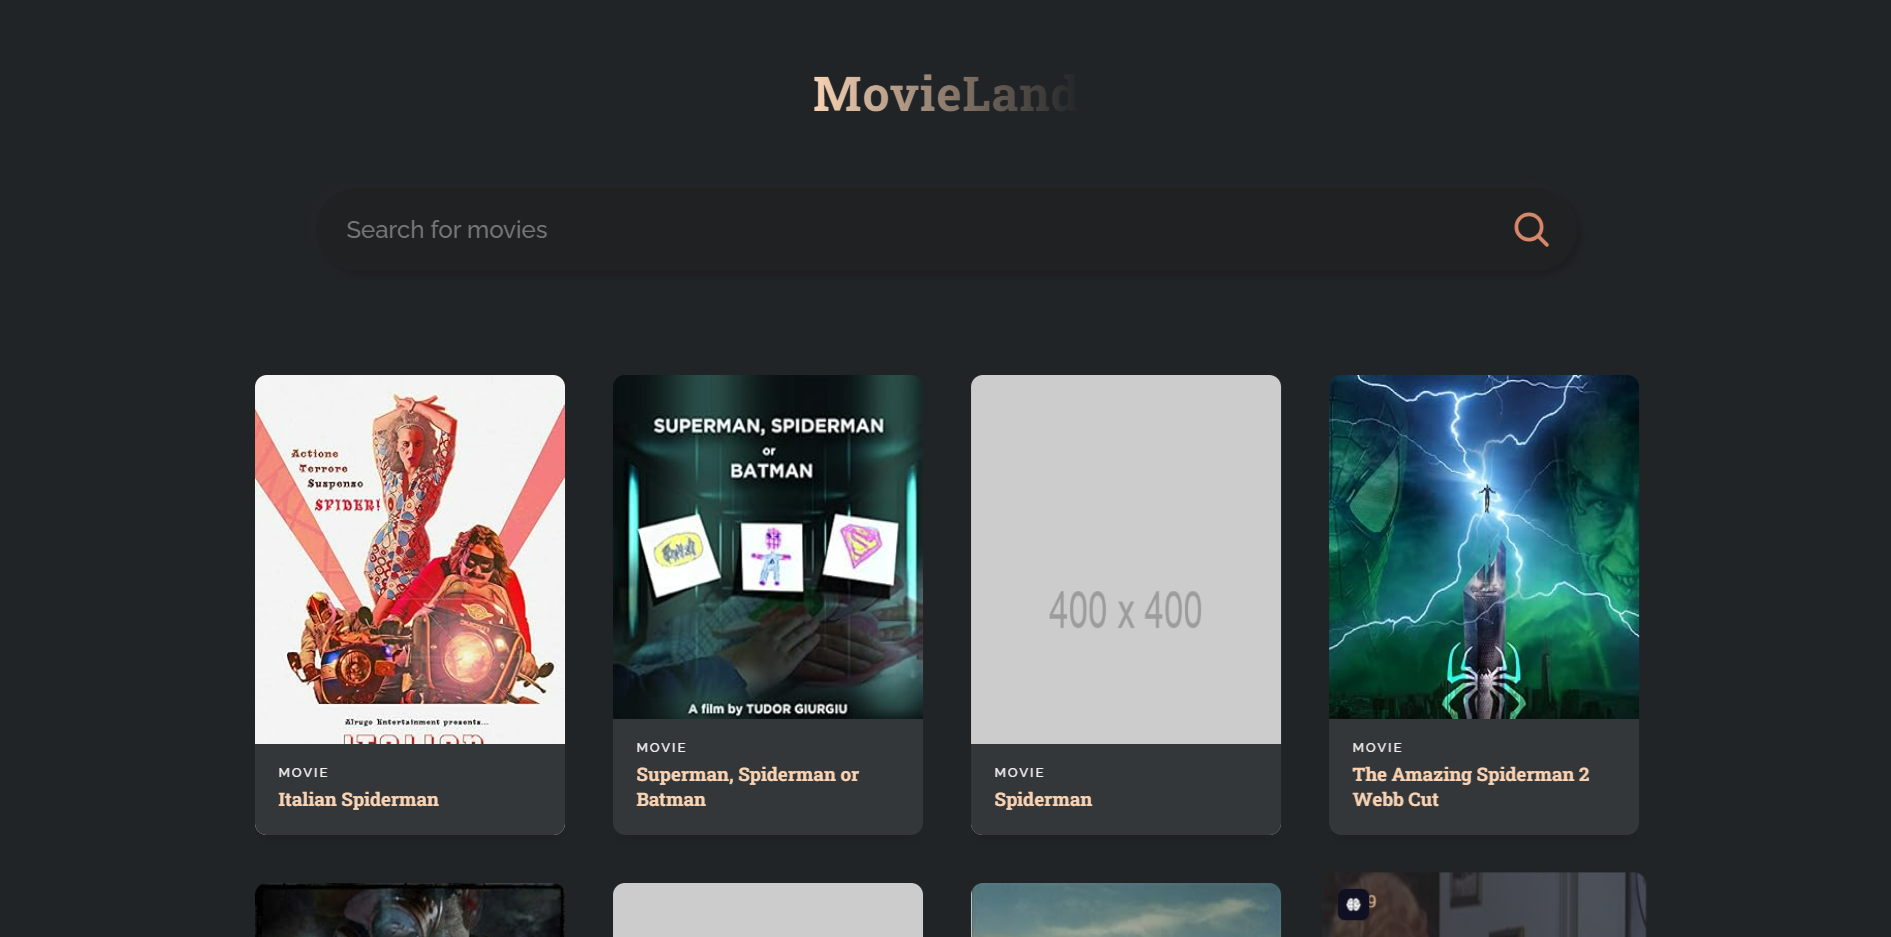 MovieLand
Search for movies
Actione
Terrore
Suspenso
SPIDER!
Alrugo Entertainment presents...
ITALIAN
MOVIE
Italian Spiderman
SUPERMAN, SPIDERMAN
or
BATMAN
A film by TUDOR GIURGIU
MOVIE
Superman, Spiderman or
Batman
400 x 400
MOVIE
Spiderman
MOVIE
The Amazing Spiderman 2
Webb Cut
9